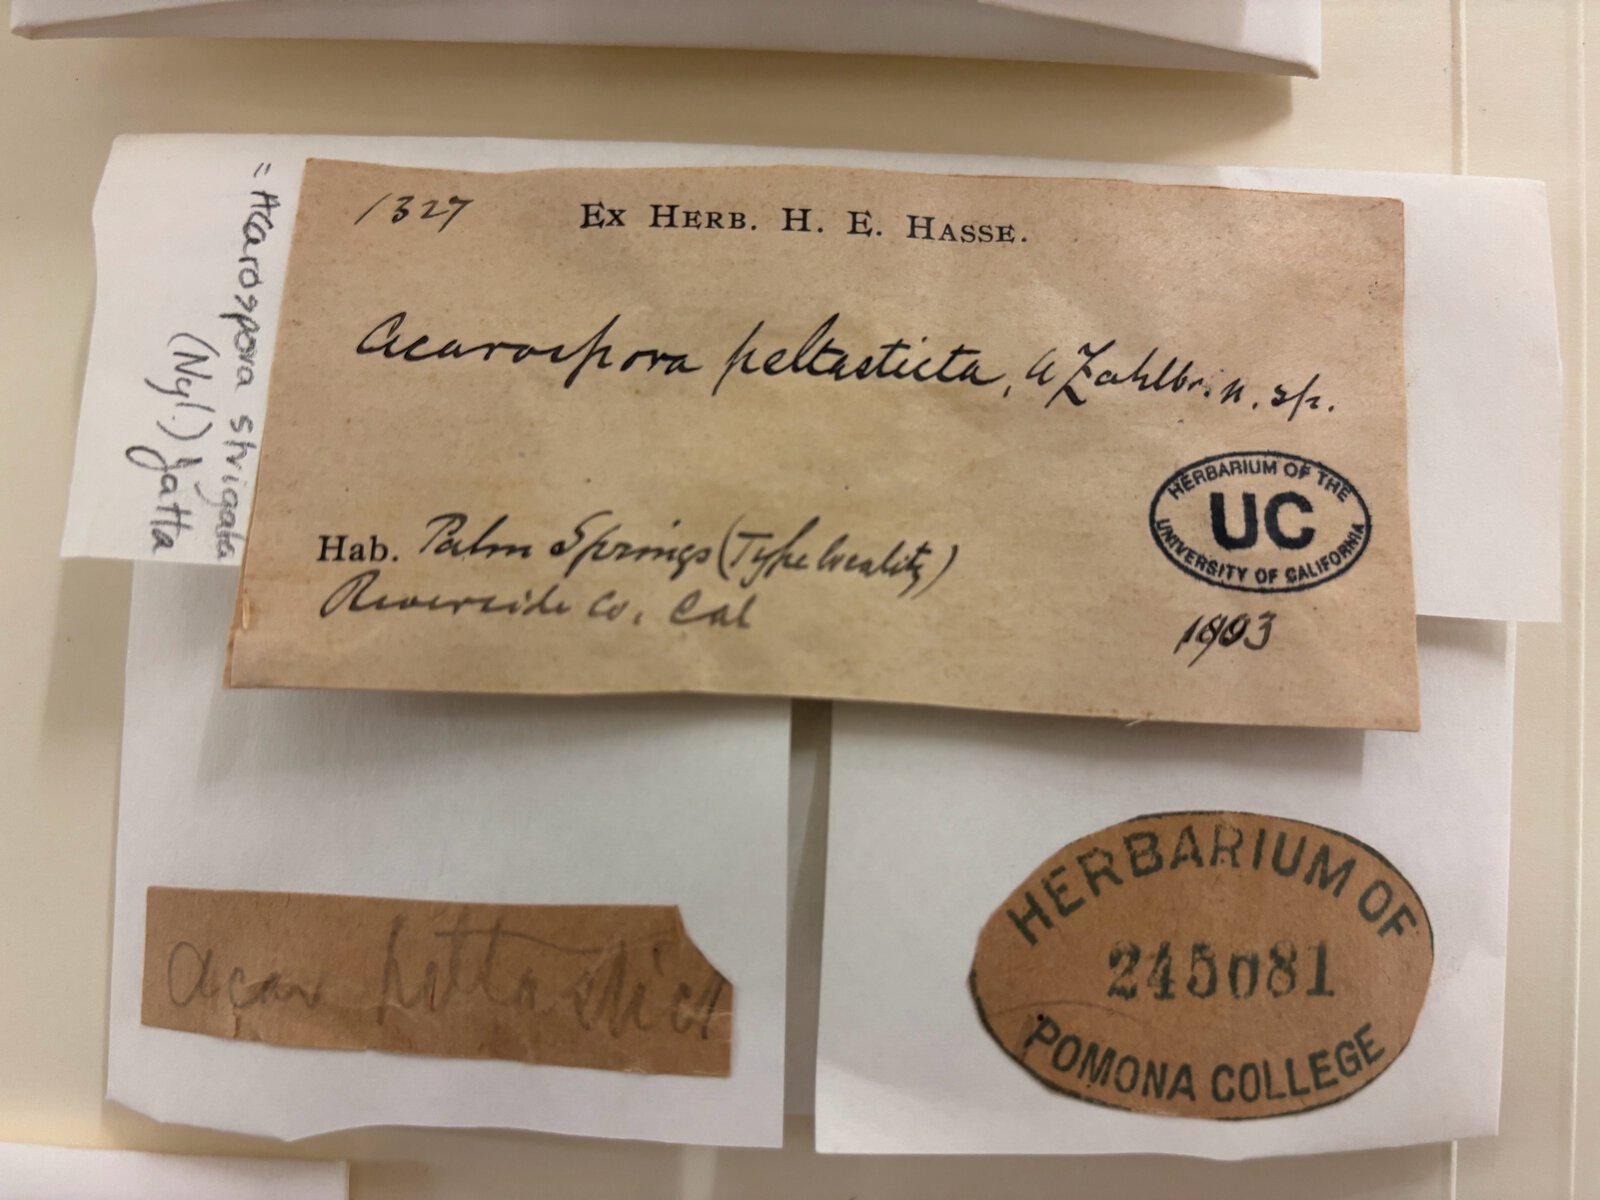 = Acarospora strigata
(Nyl.) Jatta
1327
EX HERB. H. E. HASSE.
Acarospora peltasticta, A Zahlbr. n. sp.
Hab. Palm Springs (Type locality)
Riverside Co, Cal
HERBARIUM OF THE
UC
UNIVERSITY OF CALIFORNIA
1903
Acar peltastict
HERBARIUM OF
245081
POMONA COLLEGE